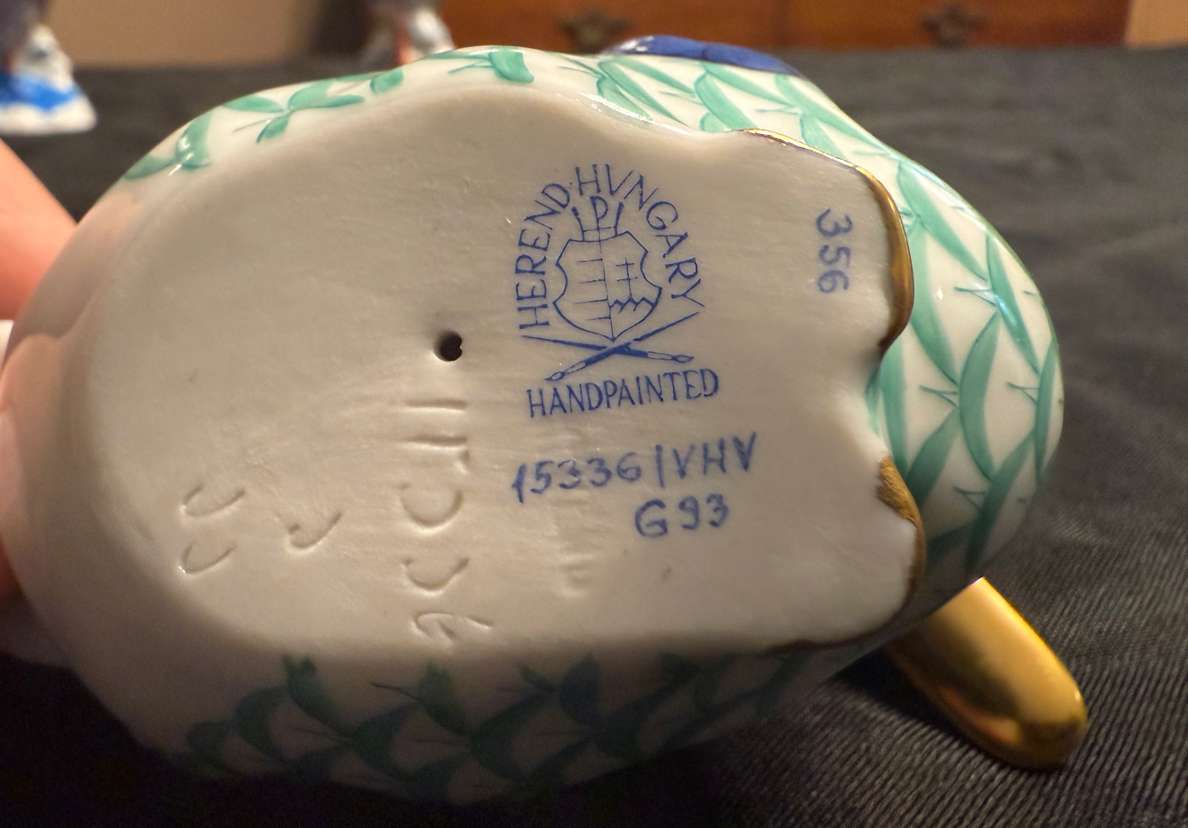 HEREND·HVNGARY
356
HANDPAINTED
15336/VHV
G93